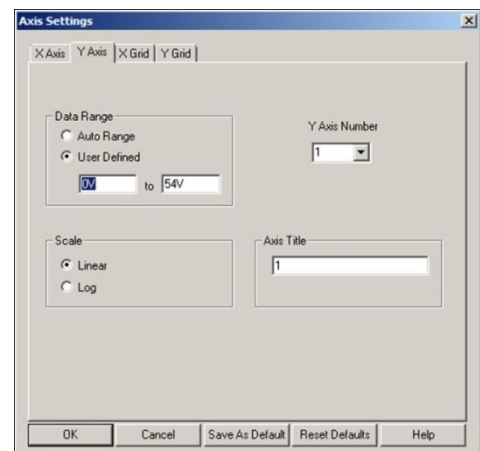 Axis Settings
X Axis Y Axis X Grid Y Grid
Data Range
Auto Range
User Defined
0V to 54V
Y Axis Number
1
Scale
Linear
Log
Axis Title
1
OK Cancel Save As Default Reset Defaults Help